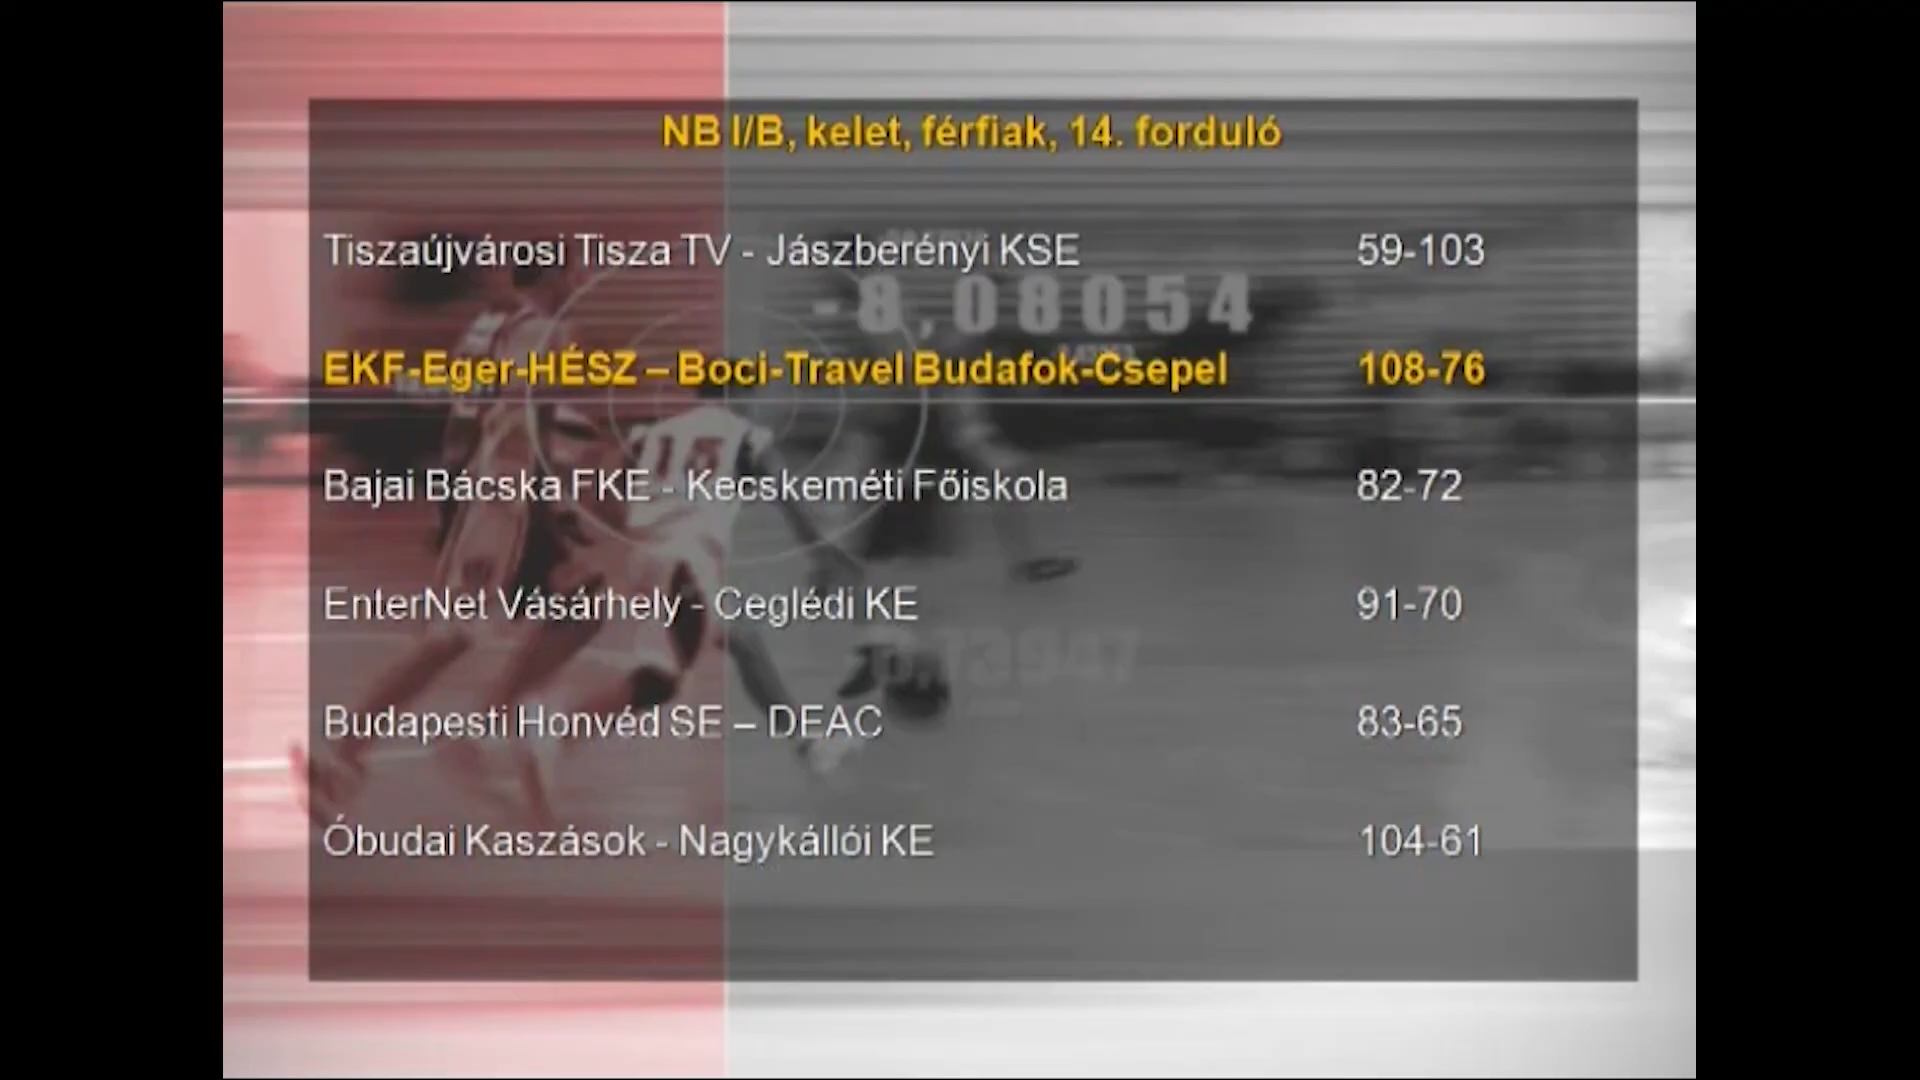 NB I/B, kelet, férfiak, 14. forduló
Tiszaújvárosi Tisza TV - Jászberényi KSE 59-103
-8,08054
EKF-Eger-HÉSZ – Boci-Travel Budafok-Csepel 108-76
Bajai Bácska FKE - Kecskeméti Főiskola 82-72
EnterNet Vásárhely - Ceglédi KE 91-70
Budapesti Honvéd SE – DEAC 83-65
Óbudai Kaszások - Nagykállói KE 104-61